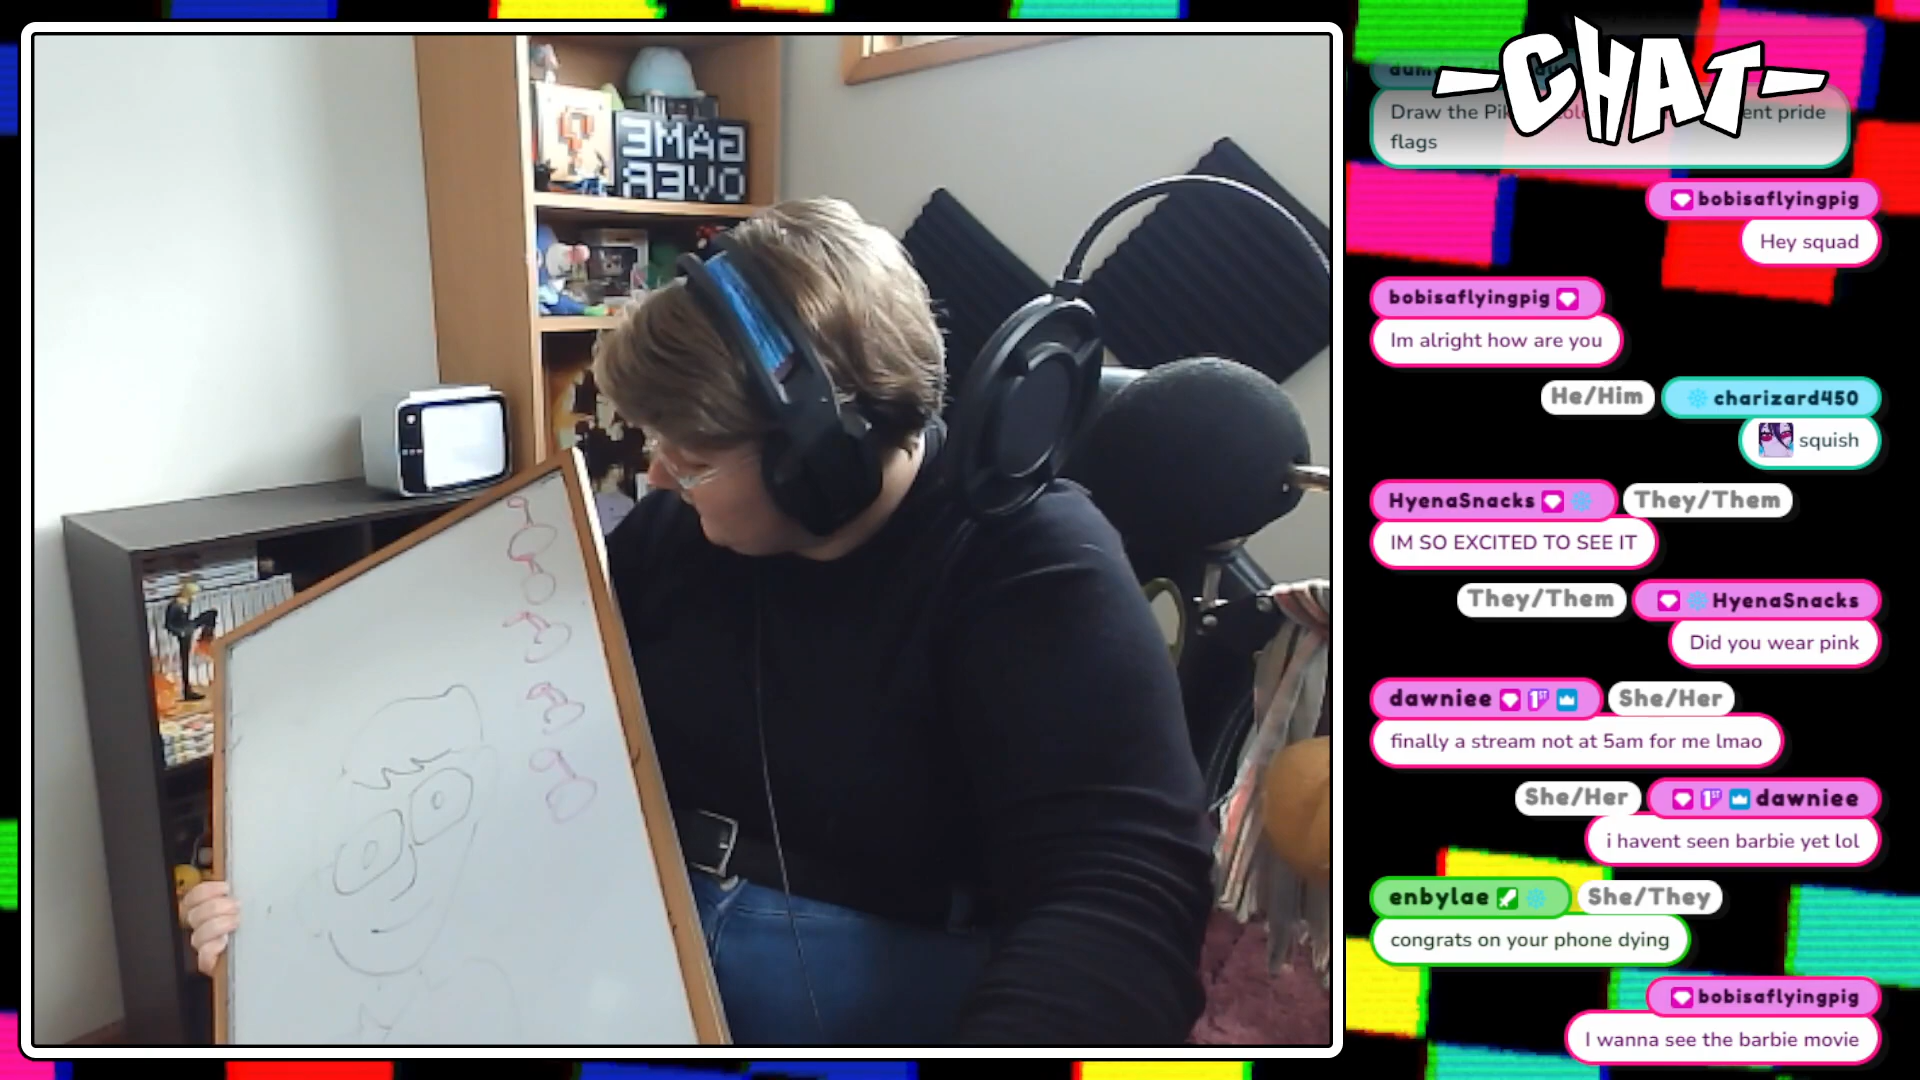 -CHAT-
Draw the
ent pride
flags
bobisaflyingpig
Hey squad
bobisaflyingpig
Im alright how are you
He/Him charizard450
squish
HyenaSnacks They/Them
IM SO EXCITED TO SEE IT
They/Them HyenaSnacks
Did you wear pink
dawniee 1ST She/Her
finally a stream not at 5am for me lmao
She/Her 1ST dawniee
i havent seen barbie yet lol
enbylae She/They
congrats on your phone dying
bobisaflyingpig
I wanna see the barbie movie
GAME
OVER